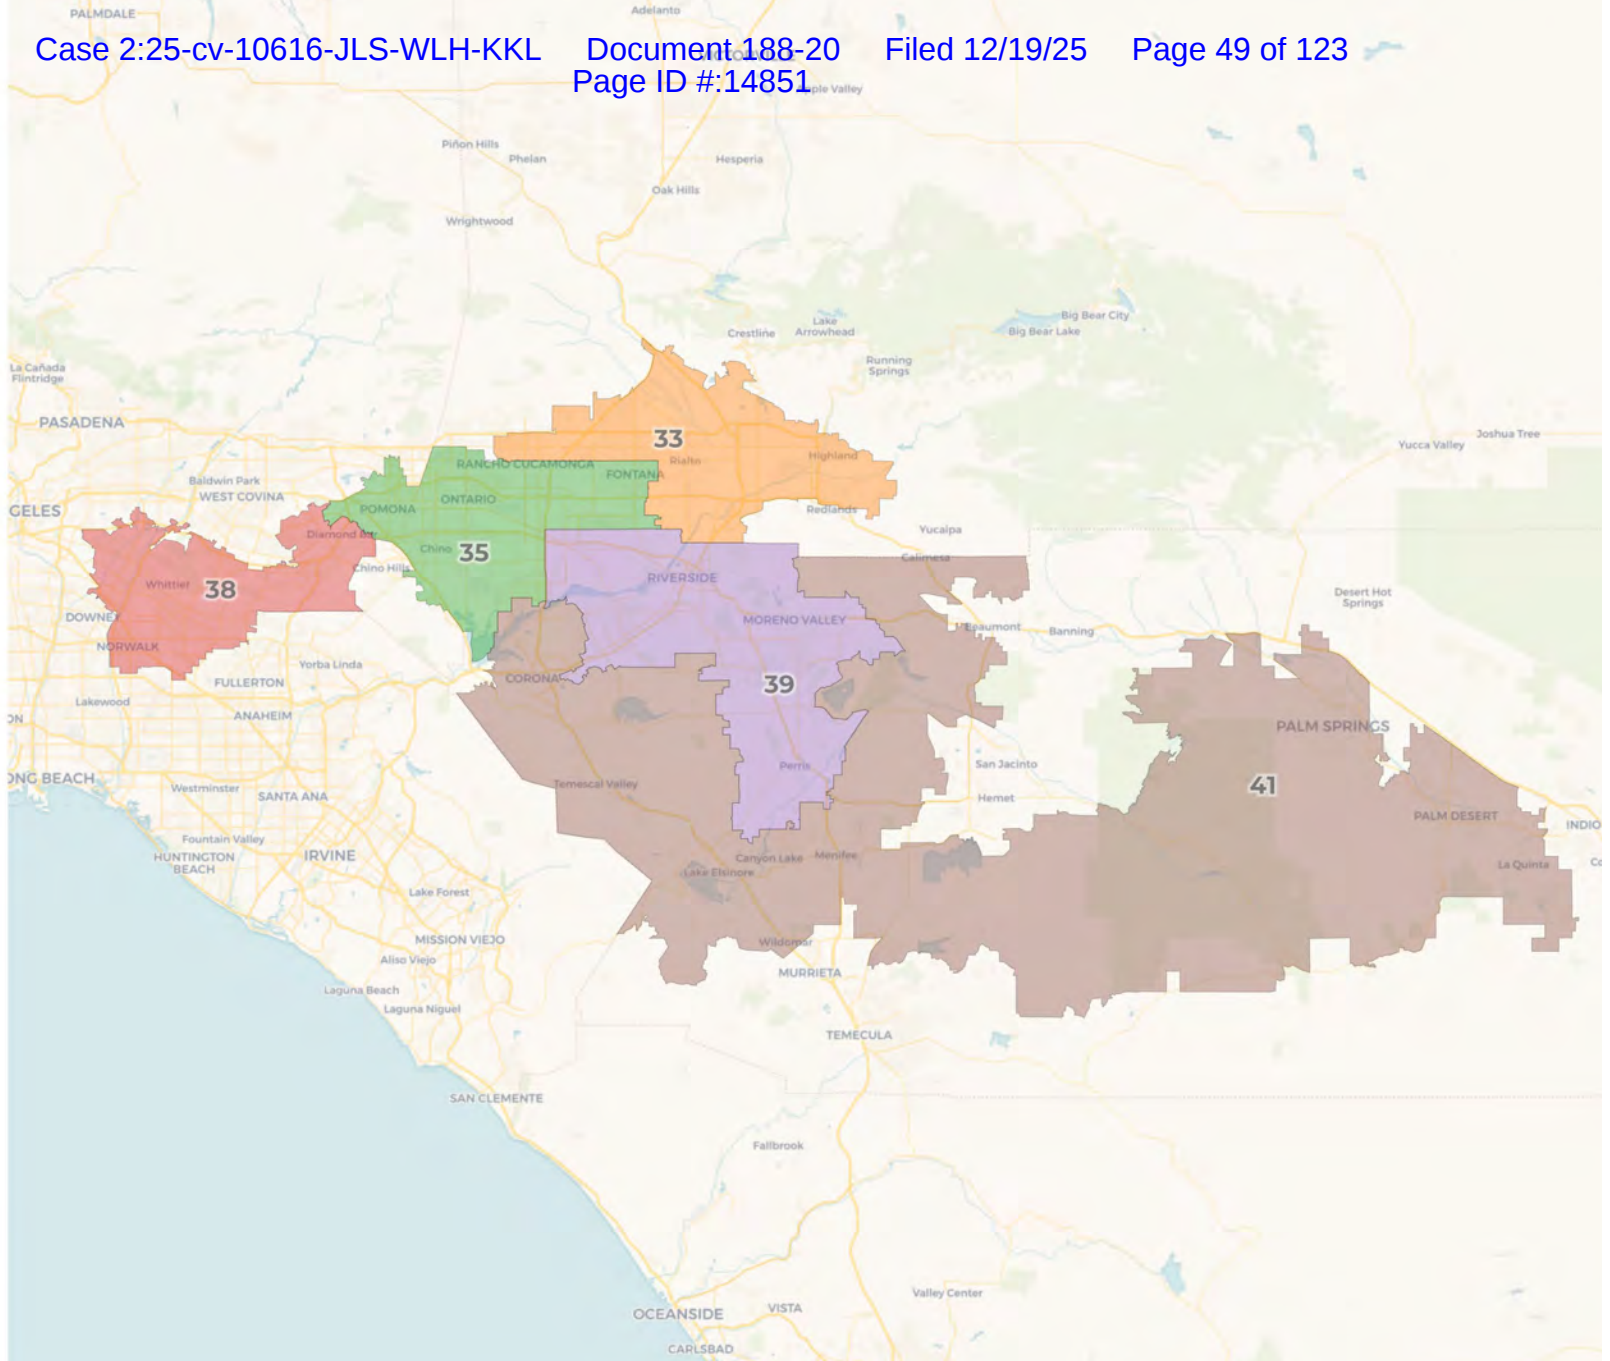 PALMDALE
Adelanto
Case 2:25-cv-10616-JLS-WLH-KKL Document 188-20 Filed 12/19/25 Page 49 of 123
Page ID #:14851
Apple Valley
Piñon Hills
Phelan
Hesperia
Oak Hills
Wrightwood
Big Bear City
Lake
Arrowhead
Big Bear Lake
Crestline
Running
Springs
La Cañada
Flintridge
PASADENA
33
Joshua Tree
Yucca Valley
Highland
Rialto
RANCHO CUCAMONGA
FONTANA
Baldwin Park
WEST COVINA
ONTARIO
POMONA
GELES
Redlands
Yucaipa
Diamond Bar
Chino
35
Calimesa
Chino Hills
RIVERSIDE
Whittier
38
Desert Hot
Springs
DOWNEY
MORENO VALLEY
Beaumont
Banning
NORWALK
Yorba Linda
CORONA
FULLERTON
39
Lakewood
ANAHEIM
ON
PALM SPRINGS
Perris
San Jacinto
ONG BEACH
Temescal Valley
41
Westminster
SANTA ANA
Hemet
PALM DESERT
INDIO
Fountain Valley
HUNTINGTON
BEACH
IRVINE
Canyon Lake
Menifee
La Quinta
Co
Lake Elsinore
Lake Forest
MISSION VIEJO
Wildomar
Aliso Viejo
MURRIETA
Laguna Beach
Laguna Niguel
TEMECULA
SAN CLEMENTE
Fallbrook
Valley Center
OCEANSIDE
VISTA
CARLSBAD